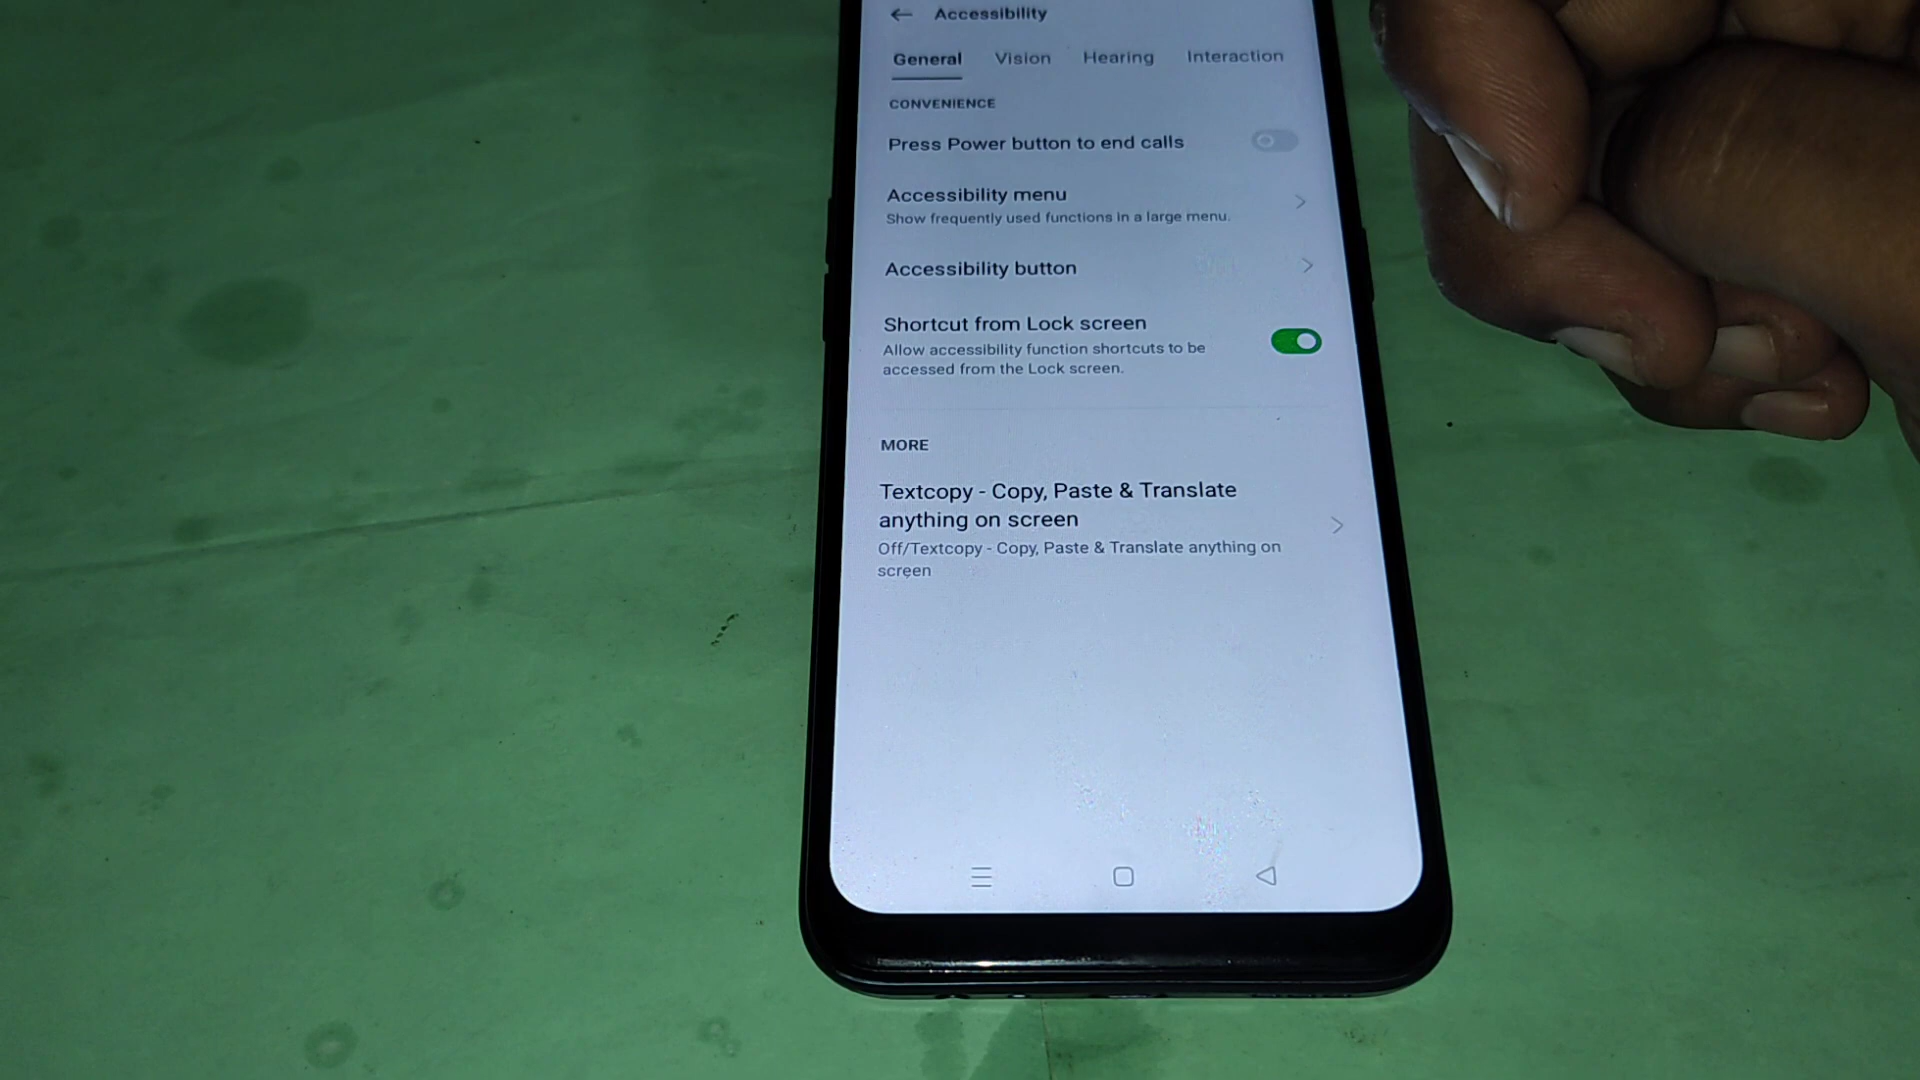 Accessibility
General Vision Hearing Interaction
CONVENIENCE
Press Power button to end calls
Accessibility menu
Show frequently used functions in a large menu.
Accessibility button
Shortcut from Lock screen
Allow accessibility function shortcuts to be
accessed from the Lock screen.
MORE
Textcopy - Copy, Paste & Translate
anything on screen
Off/Textcopy - Copy, Paste & Translate anything on
screen